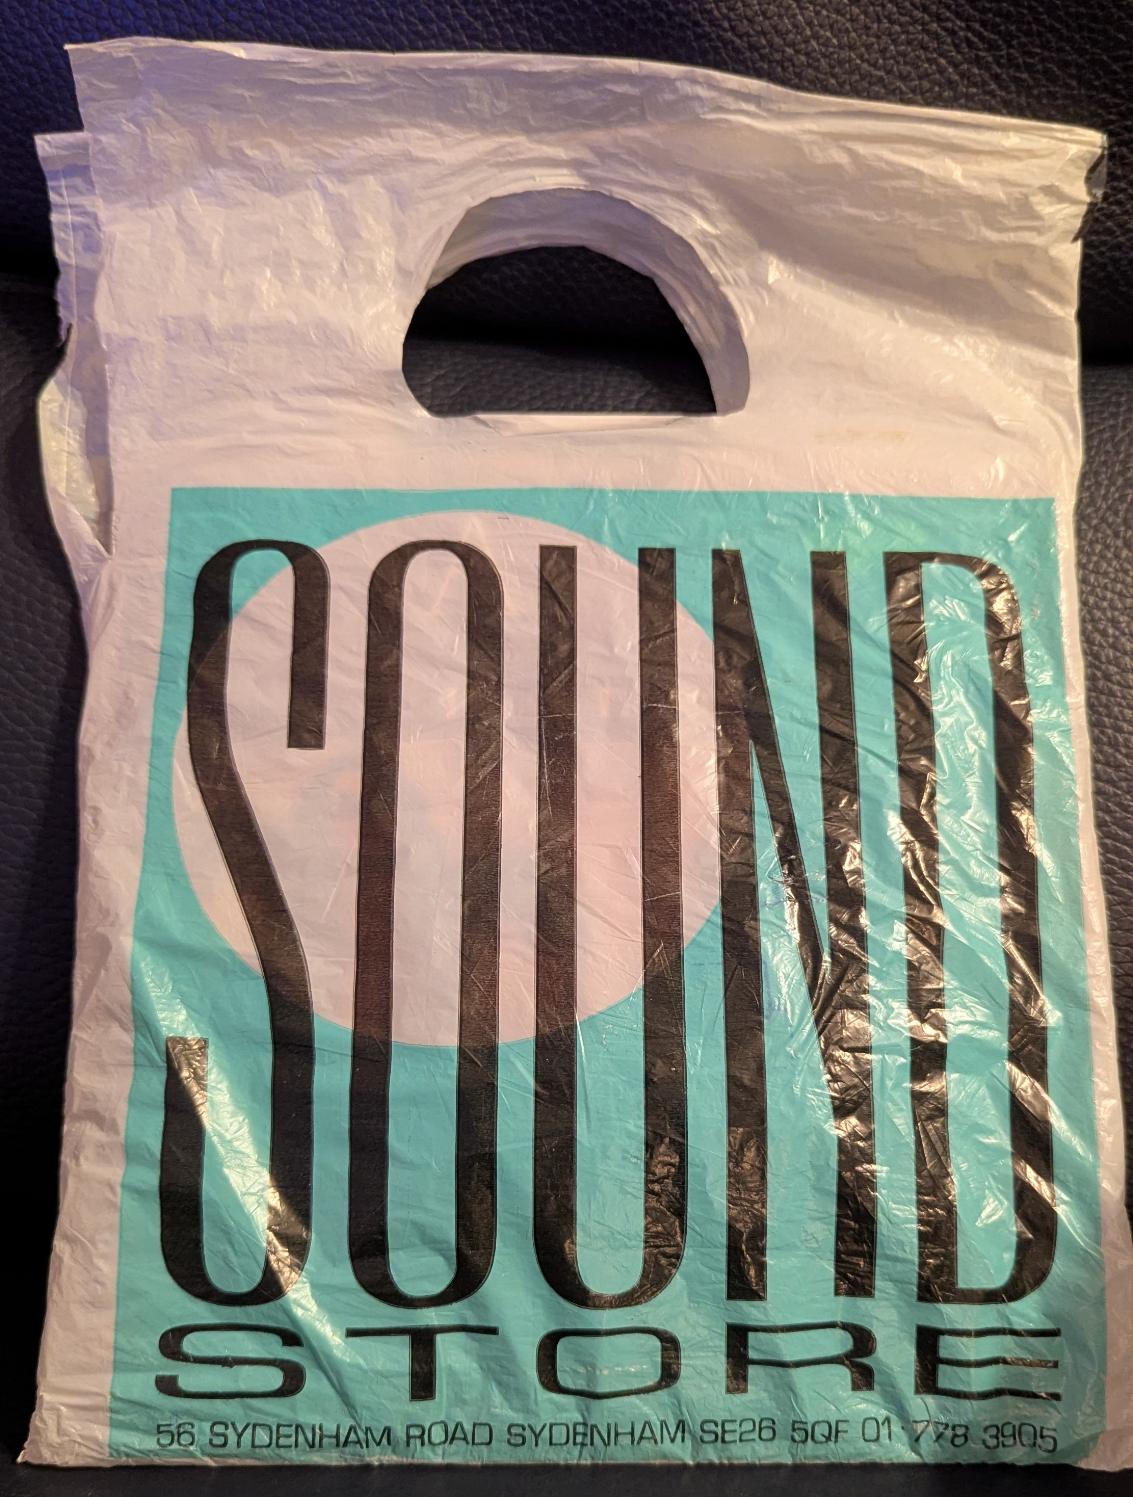 SOUND
STORE
56 SYDENHAM ROAD SYDENHAM SE26 5QF 01·778 3905